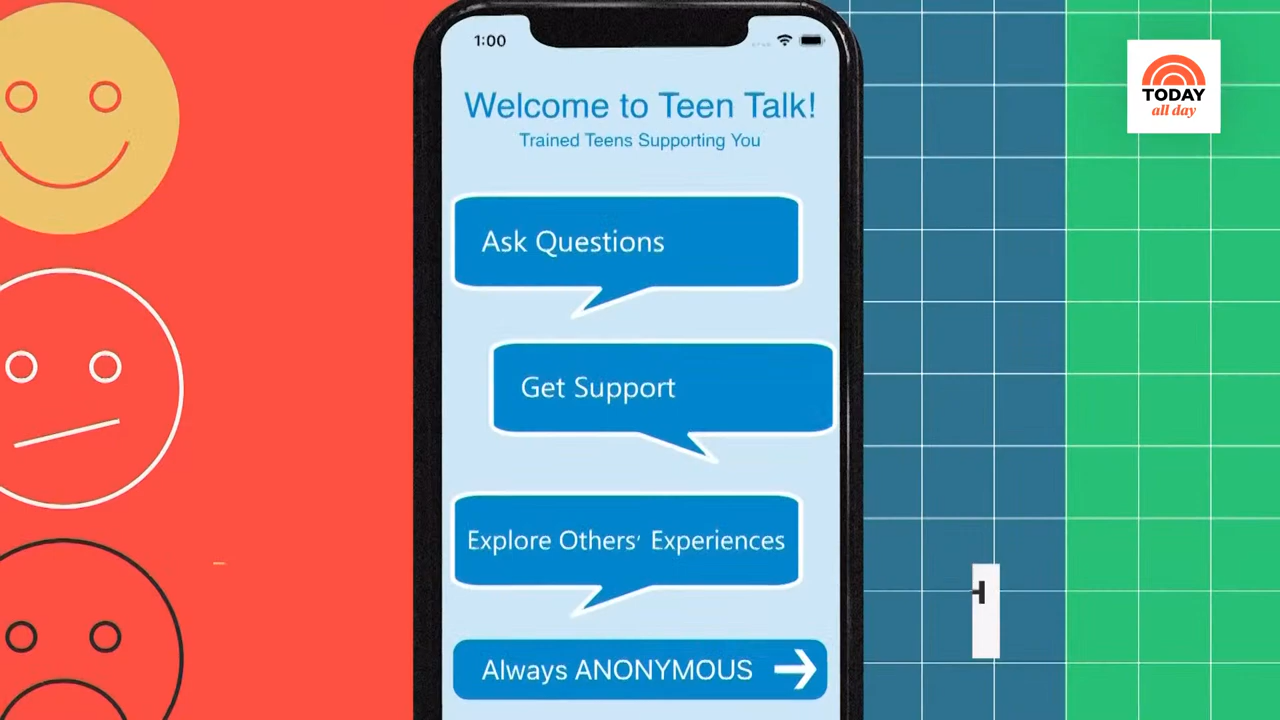 1:00
TODAY
all day
Welcome to Teen Talk!
Trained Teens Supporting You
Ask Questions
Get Support
Explore Others' Experiences
Always ANONYMOUS